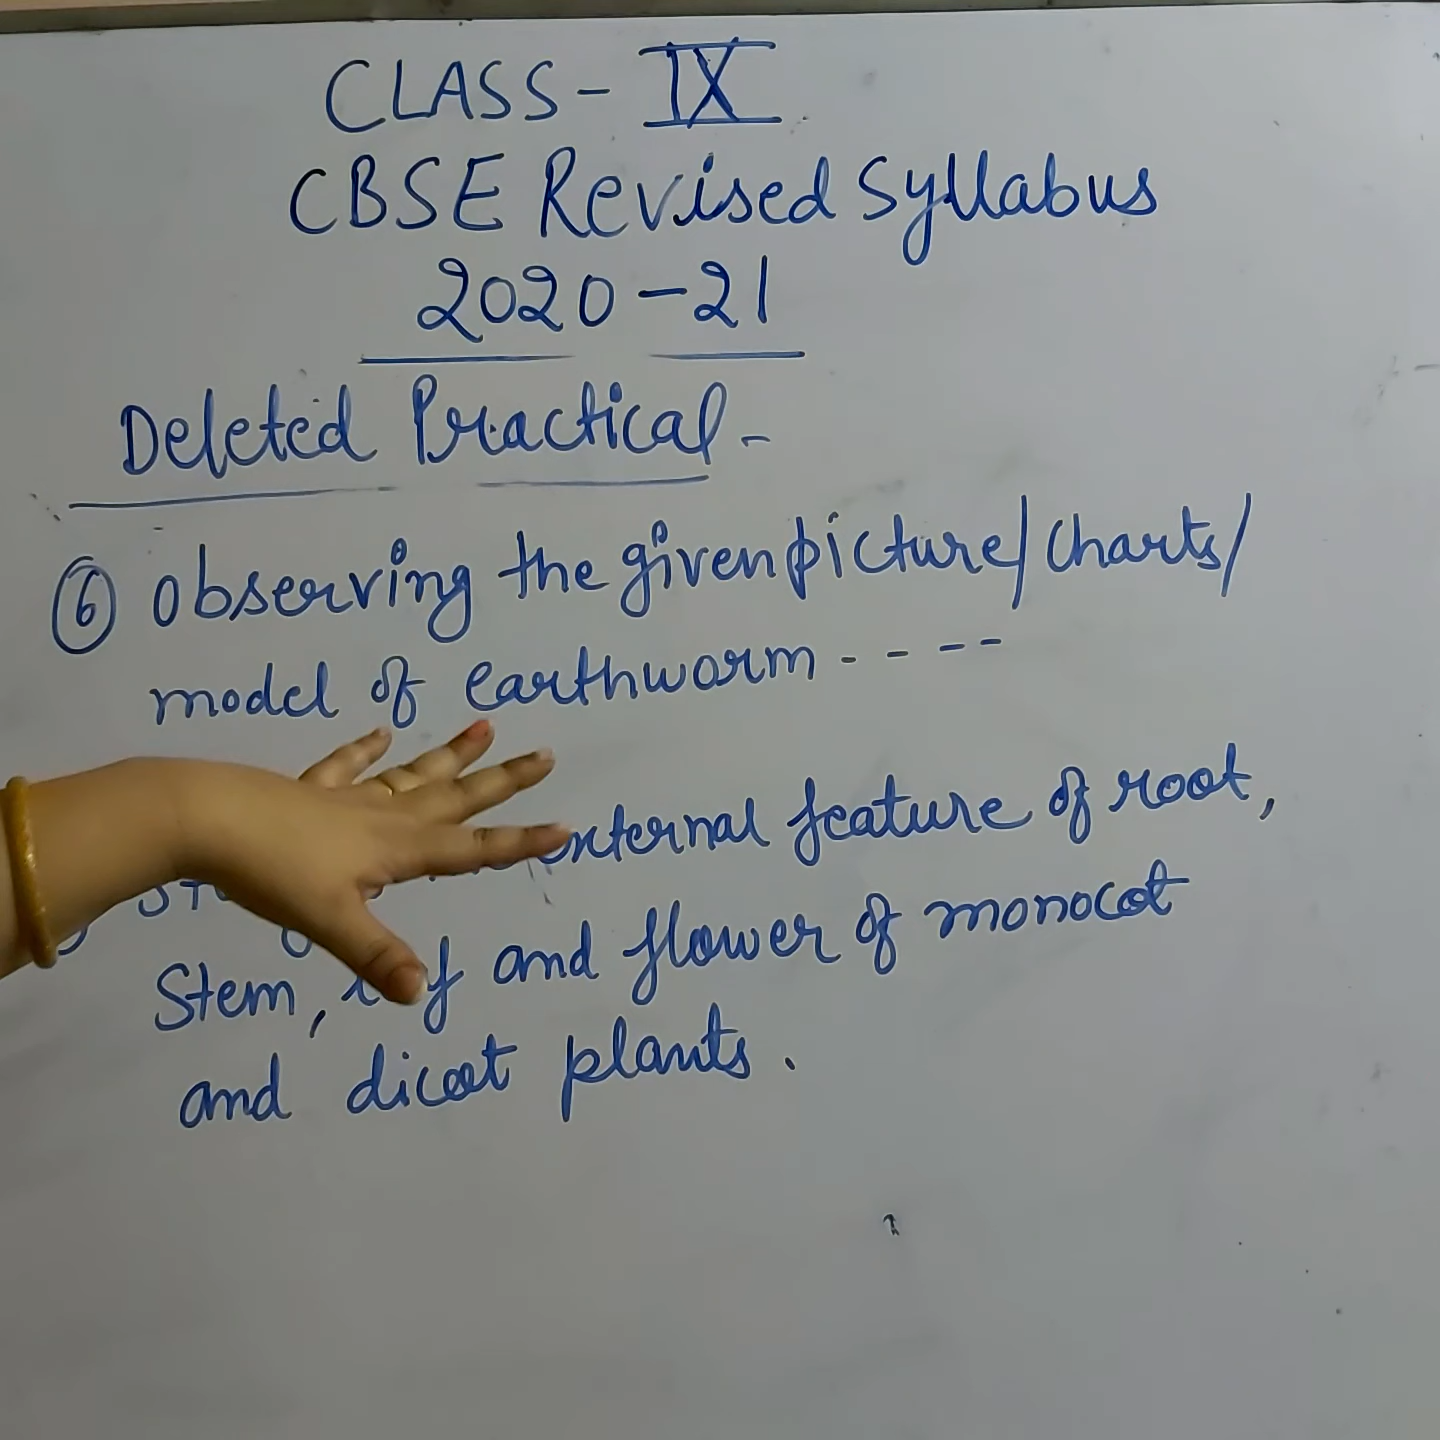 CLASS - IX
CBSE Revised Syllabus
2020 - 21
Deleted Practical -
⑥ Observing the given picture/charts/
model of earthworm - - - -
external feature of root,
Stem, and flower of monocot
and dicot plants.